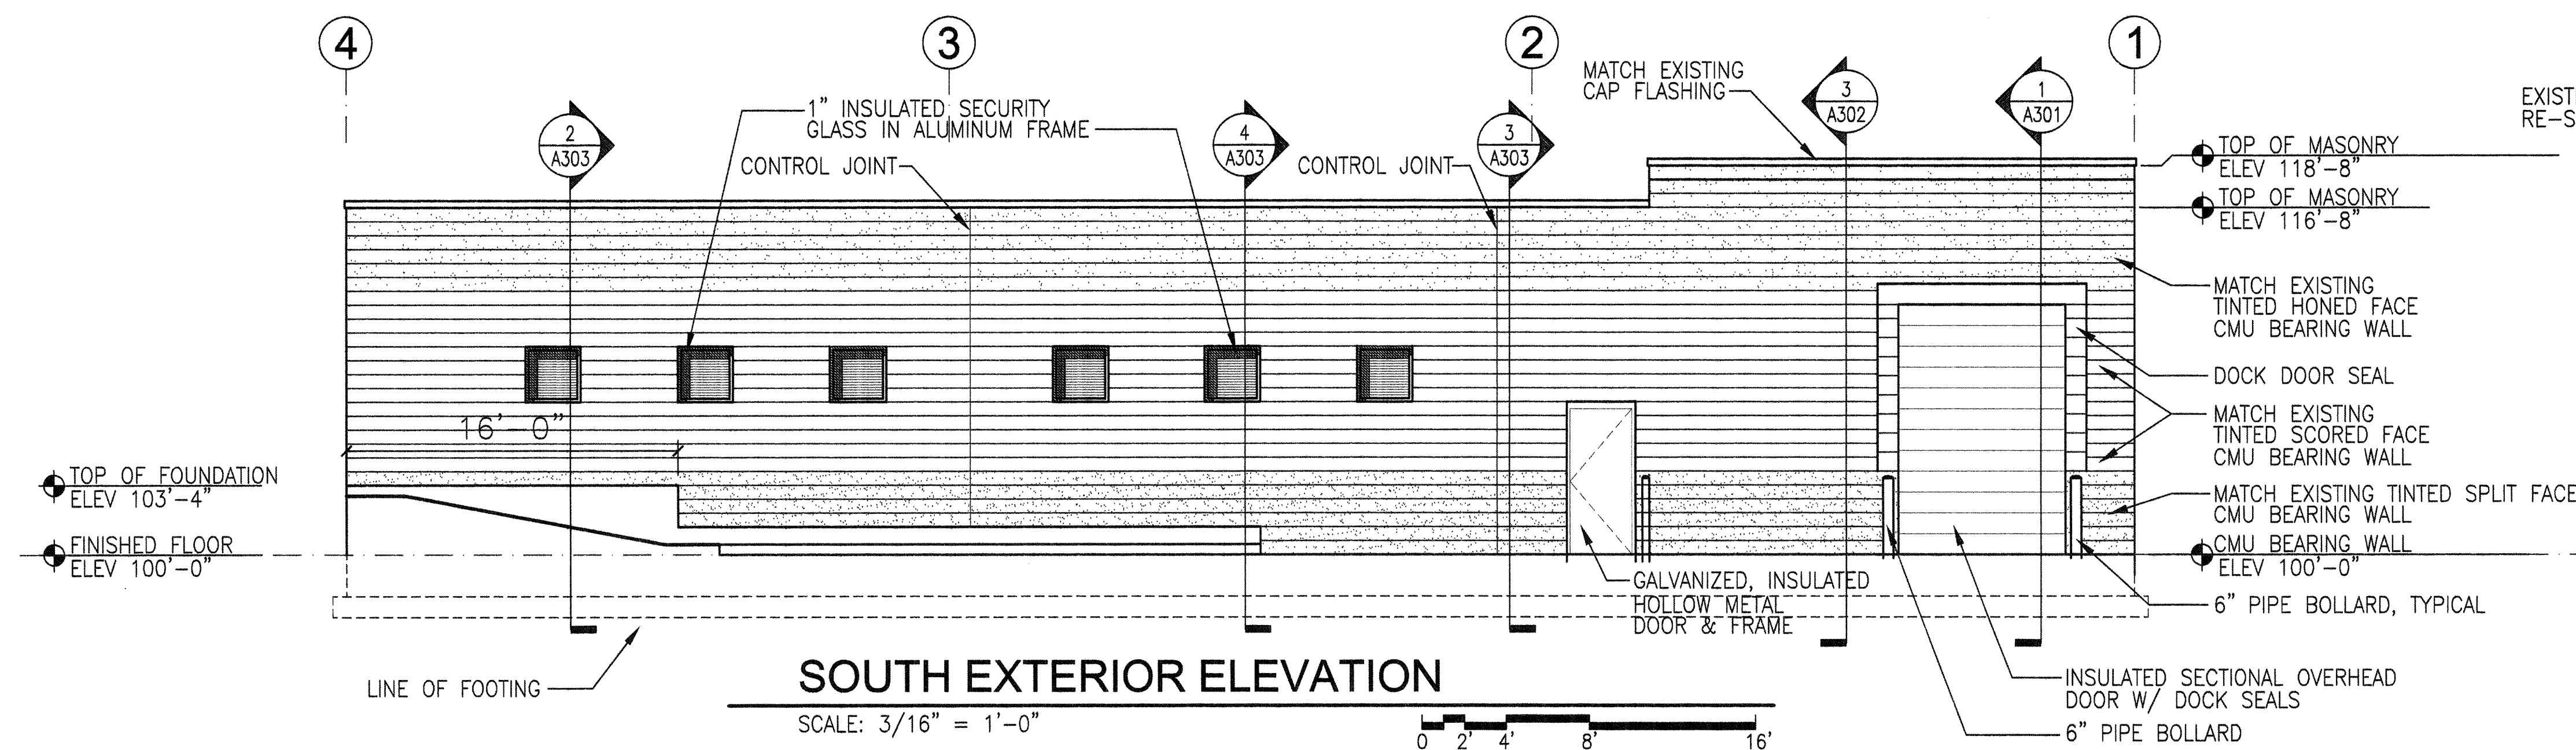 4
3
2
1
MATCH EXISTING
CAP FLASHING
1" INSULATED SECURITY
GLASS IN ALUMINUM FRAME
CONTROL JOINT
CONTROL JOINT
2
A303
4
A303
3
A303
3
A302
1
A301
EXIST
RE-S
TOP OF MASONRY
ELEV 118'-8"
TOP OF MASONRY
ELEV 116'-8"
MATCH EXISTING
TINTED HONED FACE
CMU BEARING WALL
DOCK DOOR SEAL
MATCH EXISTING
TINTED SCORED FACE
CMU BEARING WALL
MATCH EXISTING TINTED SPLIT FACE
CMU BEARING WALL
CMU BEARING WALL
ELEV 100'-0"
6" PIPE BOLLARD, TYPICAL
16'-0"
TOP OF FOUNDATION
ELEV 103'-4"
FINISHED FLOOR
ELEV 100'-0"
GALVANIZED, INSULATED
HOLLOW METAL
DOOR & FRAME
LINE OF FOOTING
INSULATED SECTIONAL OVERHEAD
DOOR W/ DOCK SEALS
6" PIPE BOLLARD
SOUTH EXTERIOR ELEVATION
SCALE: 3/16" = 1'-0"
0 2' 4' 8' 16'